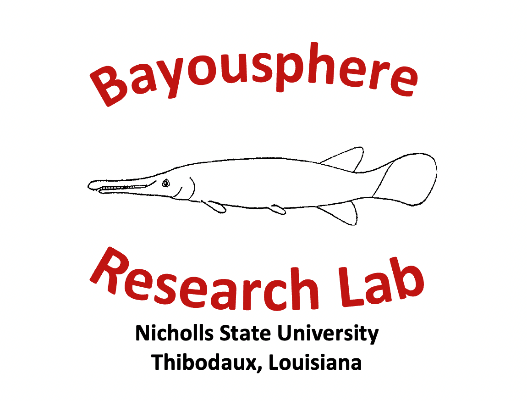 Bayousphere
Research Lab
Nicholls State University
Thibodaux, Louisiana